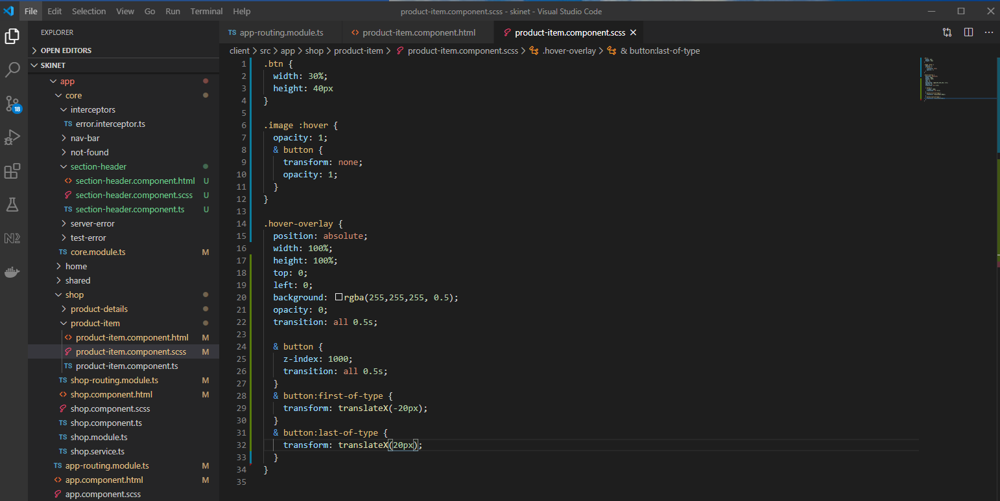 File Edit Selection View Go Run Terminal Help
product-item.component.scss - skinet - Visual Studio Code
EXPLORER
OPEN EDITORS
SKINET
app
core
interceptors
TS error.interceptor.ts
nav-bar
not-found
section-header
<> section-header.component.html U
section-header.component.scss U
TS section-header.component.ts U
server-error
test-error
TS core.module.ts M
home
shared
shop
product-details
product-item
<> product-item.component.html M
product-item.component.scss M
TS product-item.component.ts
TS shop-routing.module.ts M
<> shop.component.html M
shop.component.scss
TS shop.component.ts
TS shop.module.ts
TS shop.service.ts
TS app-routing.module.ts M
<> app.component.html M
app.component.scss
18
N2
TS app-routing.module.ts
<> product-item.component.html
product-item.component.scss
client > src > app > shop > product-item > product-item.component.scss > .hover-overlay > & button:last-of-type
1 .btn {
2 width: 30%;
3 height: 40px
4 }
5
6 .image :hover {
7 opacity: 1;
8 & button {
9 transform: none;
10 opacity: 1;
11 }
12 }
13
14 .hover-overlay {
15 position: absolute;
16 width: 100%;
17 height: 100%;
18 top: 0;
19 left: 0;
20 background: rgba(255,255,255, 0.5);
21 opacity: 0;
22 transition: all 0.5s;
23
24 & button {
25 z-index: 1000;
26 transition: all 0.5s;
27 }
28 & button:first-of-type {
29 transform: translateX(-20px);
30 }
31 & button:last-of-type {
32 transform: translateX(20px);
33 }
34 }
35